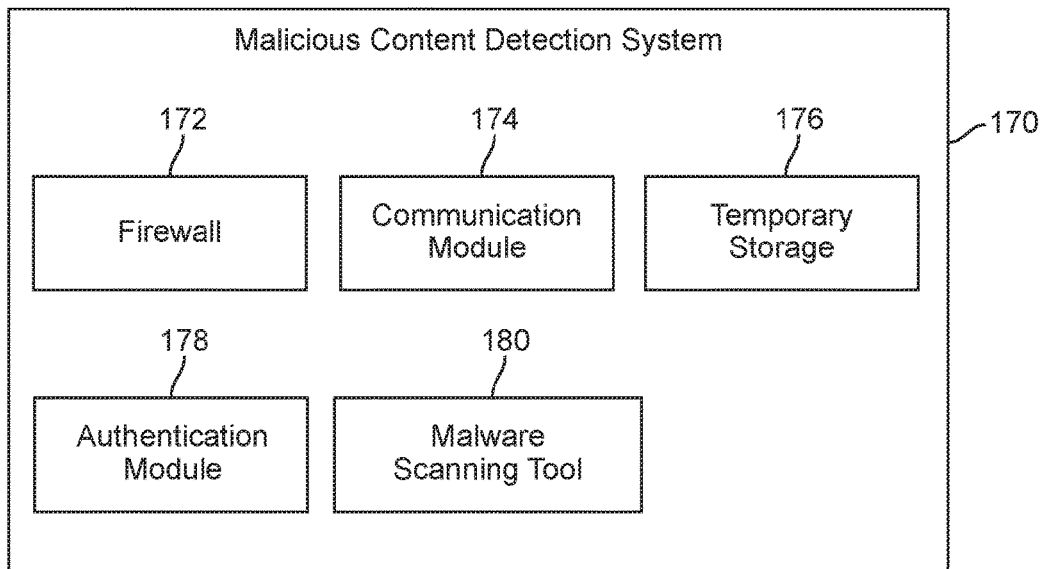 Malicious Content Detection System
172
174
176
170
Firewall
Communication
Module
Temporary
Storage
178
180
Authentication
Module
Malware
Scanning Tool